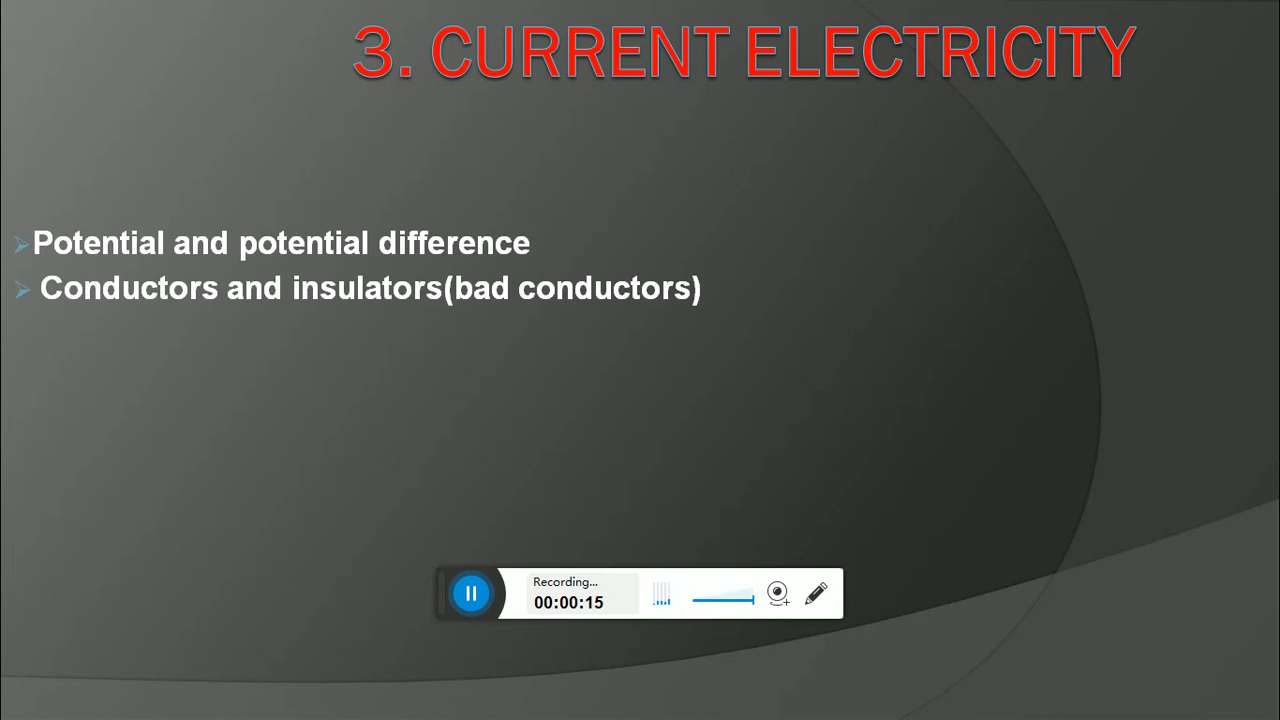 3. CURRENT ELECTRICITY
Potential and potential difference
Conductors and insulators(bad conductors)
Recording...
00:00:15